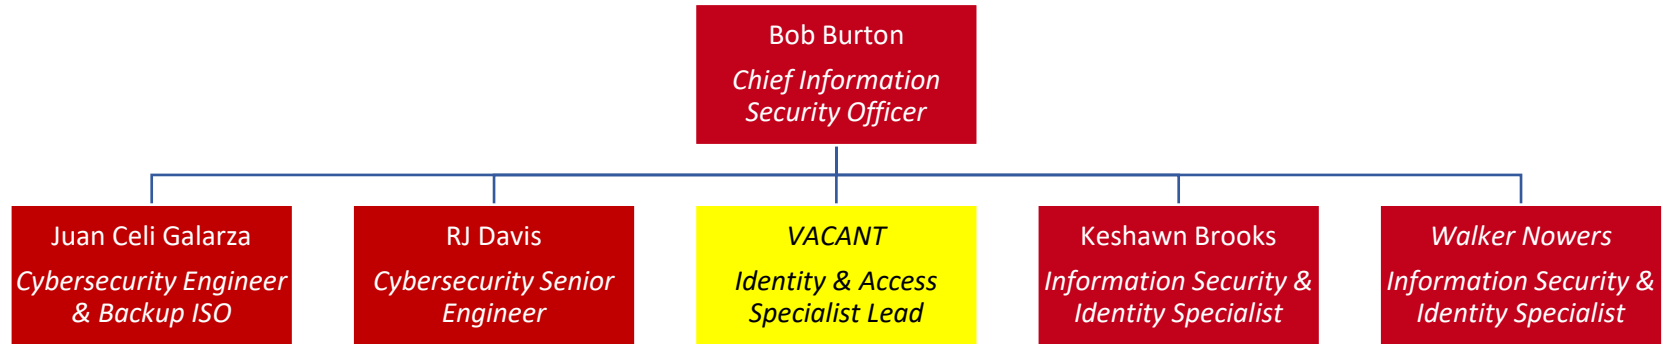 Bob Burton
Chief Information
Security Officer
Juan Celi Galarza
Cybersecurity Engineer
& Backup ISO
RJ Davis
Cybersecurity Senior
Engineer
VACANT
Identity & Access
Specialist Lead
Keshawn Brooks
Information Security &
Identity Specialist
Walker Nowers
Information Security &
Identity Specialist